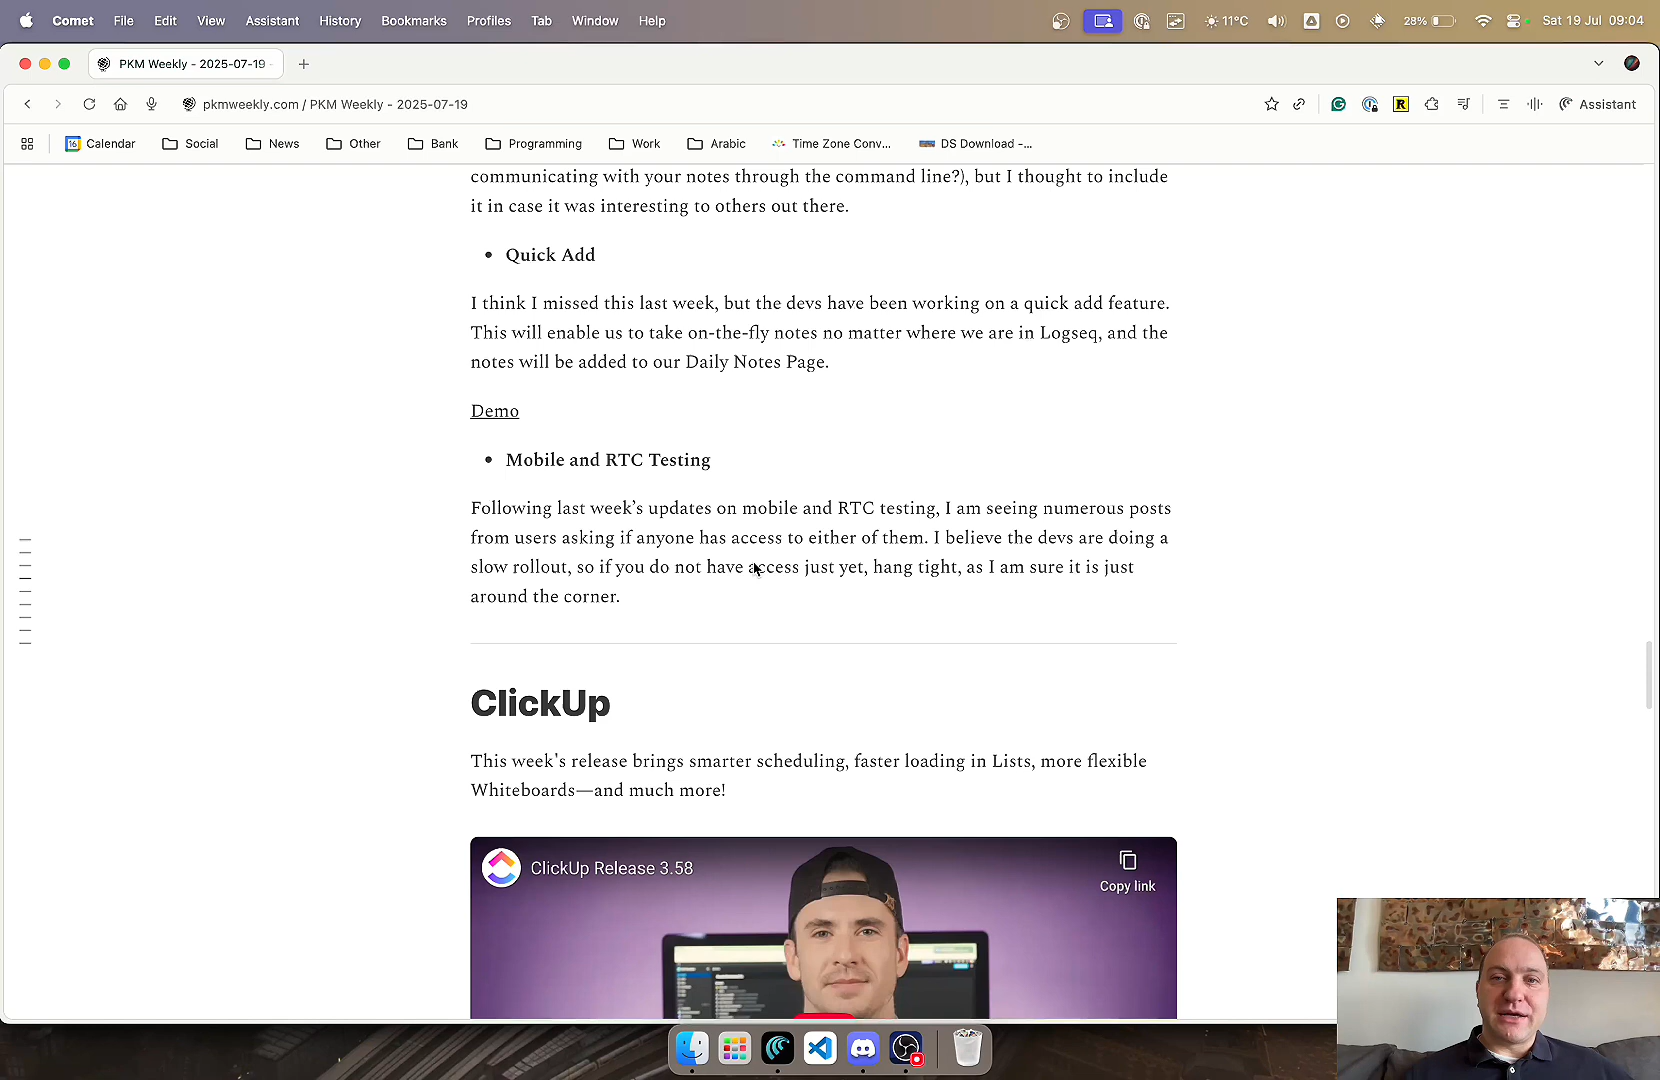 Comet File Edit View Assistant History Bookmarks Profiles Tab Window Help 11°C 28% Sat 19 Jul 09:04
PKM Weekly - 2025-07-19 -
pkmweekly.com / PKM Weekly - 2025-07-19 R Assistant
16 Calendar Social News Other Bank Programming Work Arabic Time Zone Conv... DS Download -...
communicating with your notes through the command line?), but I thought to include
it in case it was interesting to others out there.
• Quick Add
I think I missed this last week, but the devs have been working on a quick add feature.
This will enable us to take on-the-fly notes no matter where we are in Logseq, and the
notes will be added to our Daily Notes Page.
Demo
• Mobile and RTC Testing
Following last week’s updates on mobile and RTC testing, I am seeing numerous posts
from users asking if anyone has access to either of them. I believe the devs are doing a
slow rollout, so if you do not have access just yet, hang tight, as I am sure it is just
around the corner.
ClickUp
This week's release brings smarter scheduling, faster loading in Lists, more flexible
Whiteboards—and much more!
ClickUp Release 3.58
Copy link